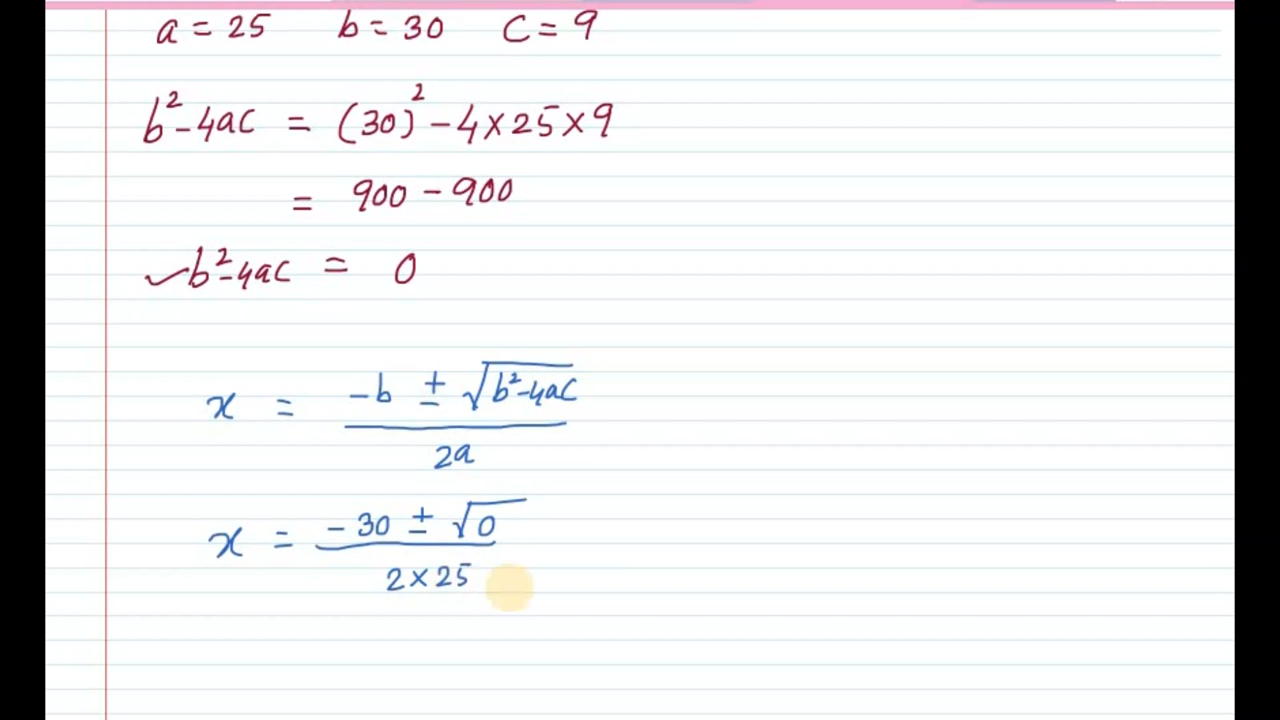 a = 25 b = 30 C = 9
b² - 4ac = (30)² - 4 × 25 × 9
= 900 - 900
✓b² - 4ac = 0
x = -b ± √b² - 4ac / 2a
x = -30 ± √0 / 2 × 25